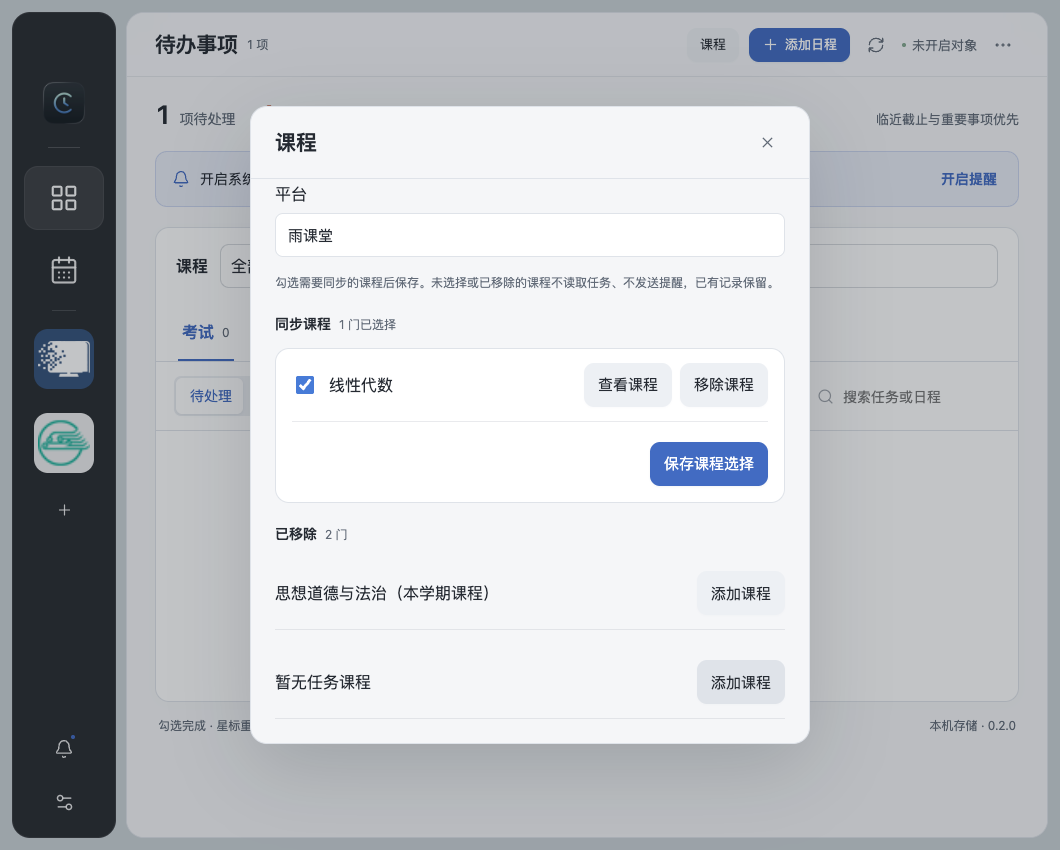 待办事项 1 项
课程
添加日程
未开启对象
1 项待处理
临近截止与重要事项优先
开启系统
开启提醒
课程
全部
考试 0
待处理
搜索任务或日程
课程
平台
雨课堂
勾选需要同步的课程后保存。未选择或已移除的课程不读取任务、不发送提醒，已有记录保留。
同步课程 1 门已选择
线性代数
查看课程
移除课程
保存课程选择
已移除 2 门
思想道德与法治（本学期课程）
添加课程
暂无任务课程
添加课程
勾选完成 · 星标重
本机存储 · 0.2.0